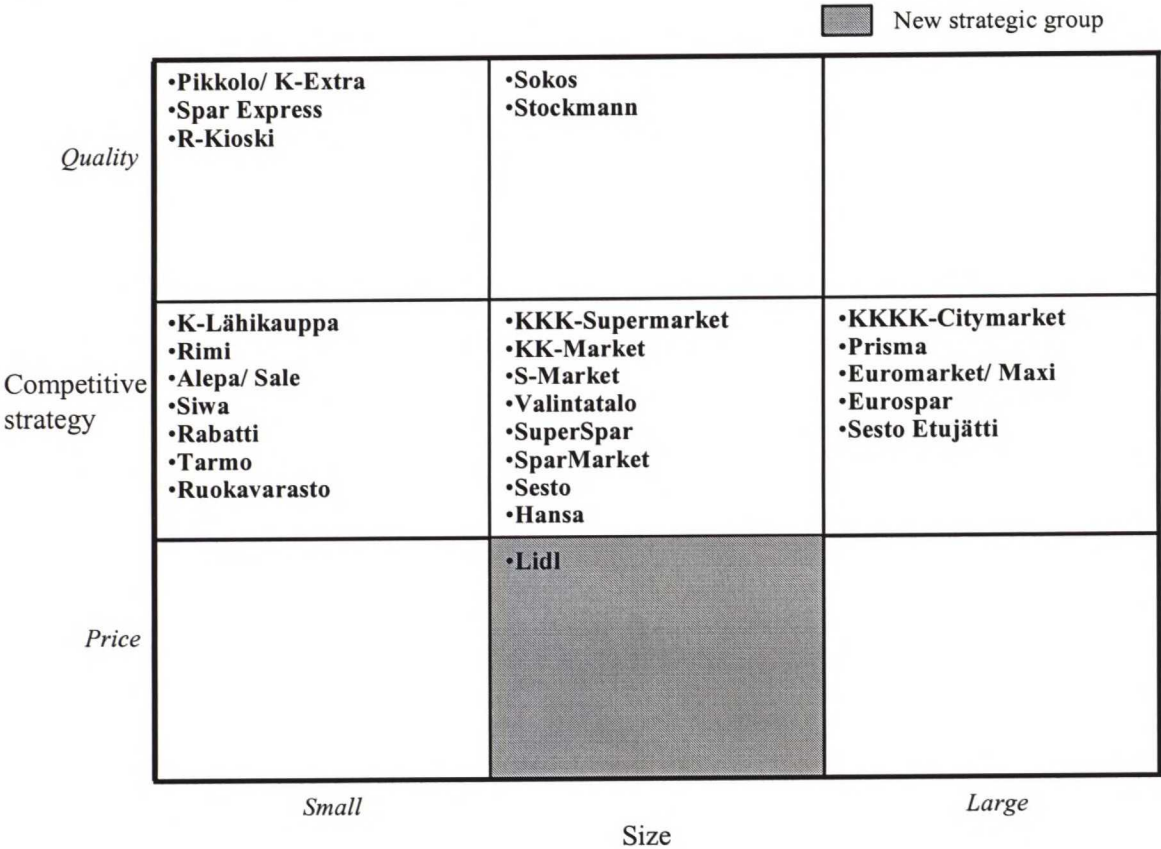 New strategic group
•Pikkolo/ K-Extra
•Spar Express
•R-Kioski
•Sokos
•Stockmann
Quality
•K-Lähikauppa
•Rimi
•Alepa/ Sale
•Siwa
•Rabatti
•Tarmo
•Ruokavarasto
•KKK-Supermarket
•KK-Market
•S-Market
•Valintatalo
•SuperSpar
•SparMarket
•Sesto
•Hansa
•KKKK-Citymarket
•Prisma
•Euromarket/ Maxi
•Eurospar
•Sesto Etujätti
Competitive
strategy
•Lidl
Price
Small
Large
Size